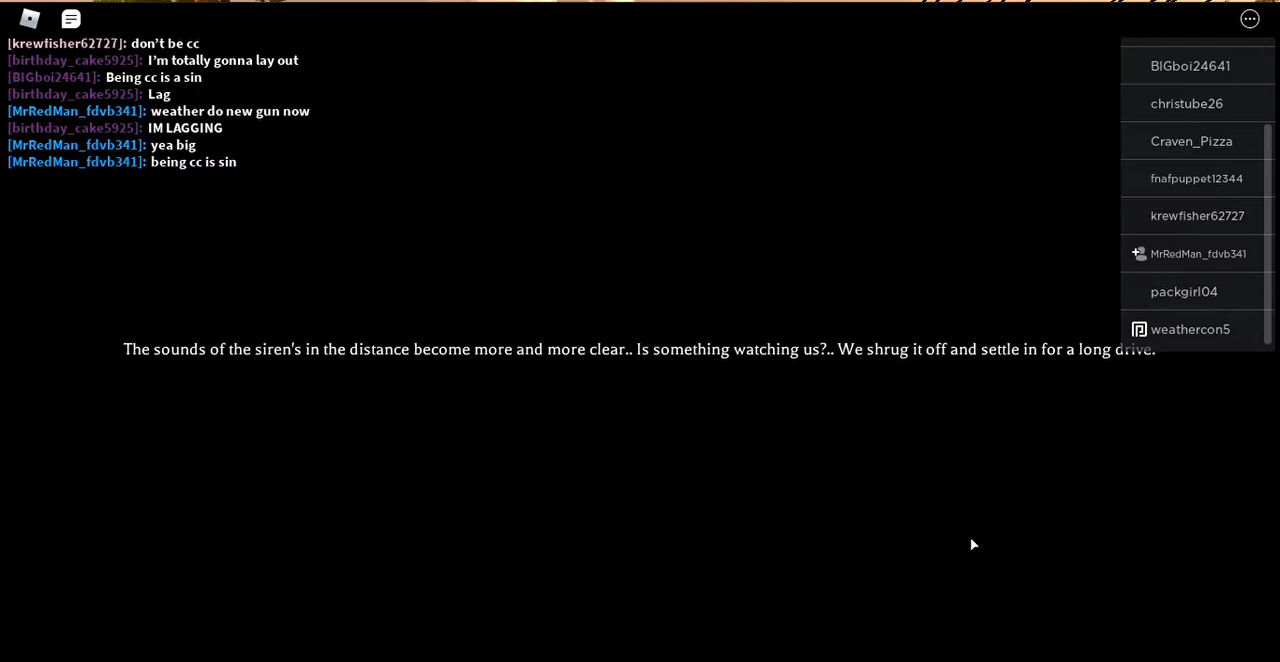 [krewfisher62727]: don't be cc
[birthday_cake5925]: I'm totally gonna lay out
[BIGboi24641]: Being cc is a sin
[birthday_cake5925]: Lag
[MrRedMan_fdvb341]: weather do new gun now
[birthday_cake5925]: IM LAGGING
[MrRedMan_fdvb341]: yea big
[MrRedMan_fdvb341]: being cc is sin
BIGboi24641
christube26
Craven_Pizza
fnafpuppet12344
krewfisher62727
MrRedMan_fdvb341
packgirl04
weathercon5
The sounds of the siren's in the distance become more and more clear.. Is something watching us?.. We shrug it off and settle in for a long drive.